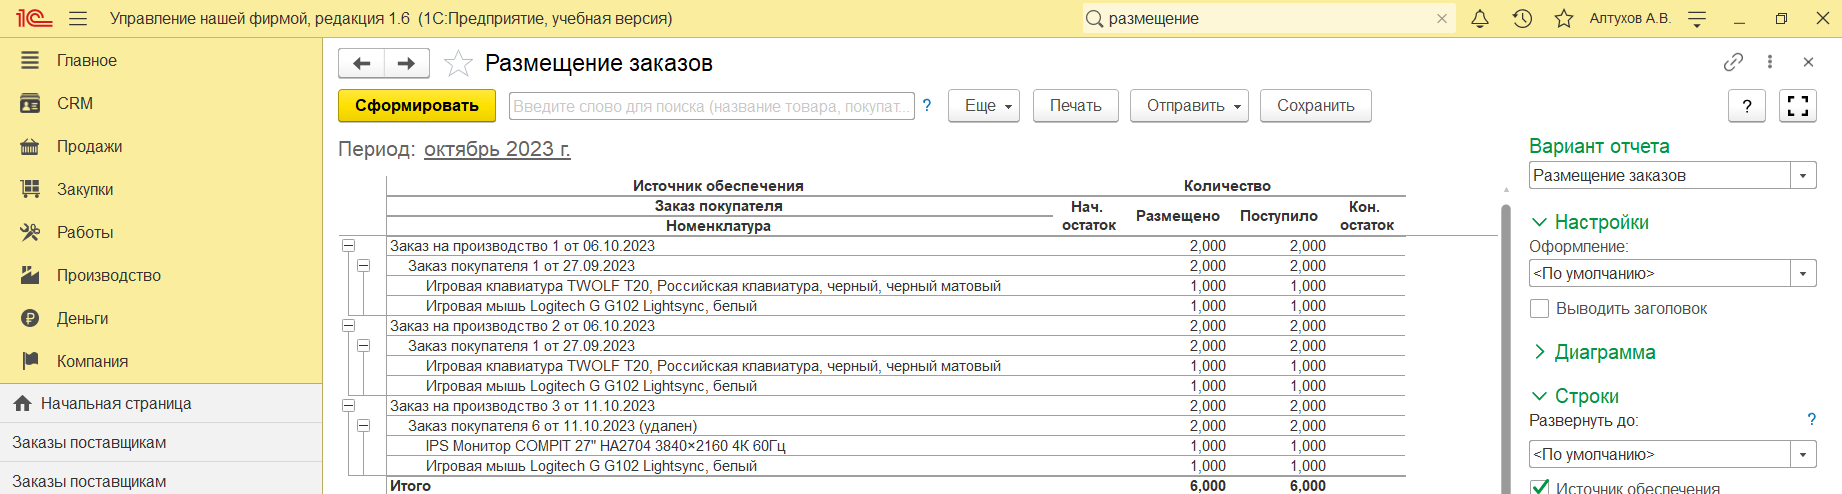 1С Управление нашей фирмой, редакция 1.6 (1С:Предприятие, учебная версия) размещение Алтухов А.В.
Главное
CRM
Продажи
Закупки
Работы
Производство
Деньги
Компания
Начальная страница
Заказы поставщикам
Заказы поставщикам
Размещение заказов
Сформировать Введите слово для поиска (название товара, покупат... ? Еще Печать Отправить Сохранить ?
Период: октябрь 2023 г.
Источник обеспечения Количество
Заказ покупателя Нач. остаток Размещено Поступило Кон. остаток
Номенклатура
Заказ на производство 1 от 06.10.2023 2,000 2,000
Заказ покупателя 1 от 27.09.2023 2,000 2,000
Игровая клавиатура TWOLF T20, Российская клавиатура, черный, черный матовый 1,000 1,000
Игровая мышь Logitech G G102 Lightsync, белый 1,000 1,000
Заказ на производство 2 от 06.10.2023 2,000 2,000
Заказ покупателя 1 от 27.09.2023 2,000 2,000
Игровая клавиатура TWOLF T20, Российская клавиатура, черный, черный матовый 1,000 1,000
Игровая мышь Logitech G G102 Lightsync, белый 1,000 1,000
Заказ на производство 3 от 11.10.2023 2,000 2,000
Заказ покупателя 6 от 11.10.2023 (удален) 2,000 2,000
IPS Монитор COMPIT 27" HA2704 3840×2160 4К 60Гц 1,000 1,000
Игровая мышь Logitech G G102 Lightsync, белый 1,000 1,000
Итого 6,000 6,000
Вариант отчета
Размещение заказов
Настройки
Оформление:
<По умолчанию>
Выводить заголовок
Диаграмма
Строки
Развернуть до: ?
<По умолчанию>
Источник обеспечения